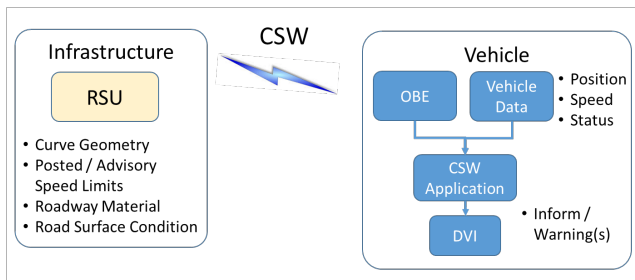 CSW
Infrastructure
RSU
• Curve Geometry
• Posted / Advisory
Speed Limits
• Roadway Material
• Road Surface Condition
Vehicle
OBE
Vehicle
Data
• Position
• Speed
• Status
CSW
Application
DVI
• Inform /
Warning(s)